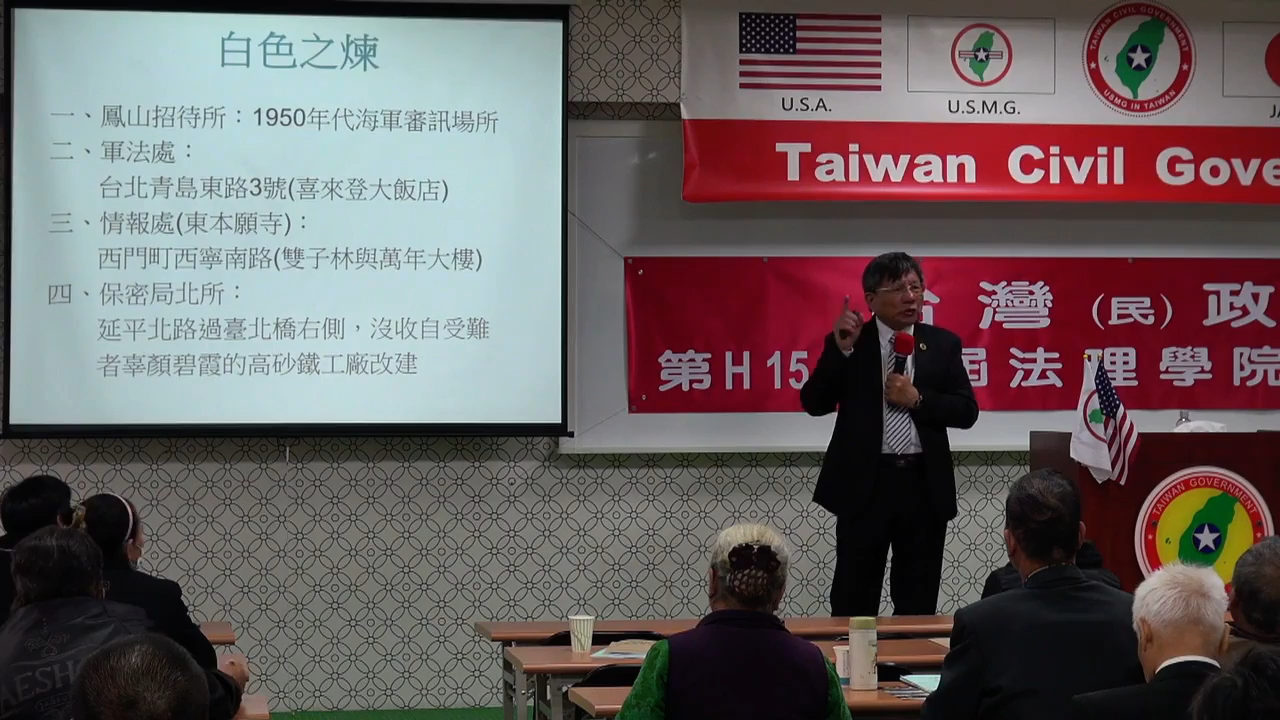 白色之煉
一、鳳山招待所：1950年代海軍審訊場所
二、軍法處：
台北青島東路3號(喜來登大飯店)
三、情報處(東本願寺)：
西門町西寧南路(雙子林與萬年大樓)
四、保密局北所：
延平北路過臺北橋右側，沒收自受難
者辜顏碧霞的高砂鐵工廠改建
U.S.A.
U.S.M.G.
TAIWAN CIVIL GOVERNMENT
USMG IN TAIWAN
JA
Taiwan Civil Gove
台灣(民)政
第H15
屆法理學院
TAIWAN GOVERNMENT
AESH